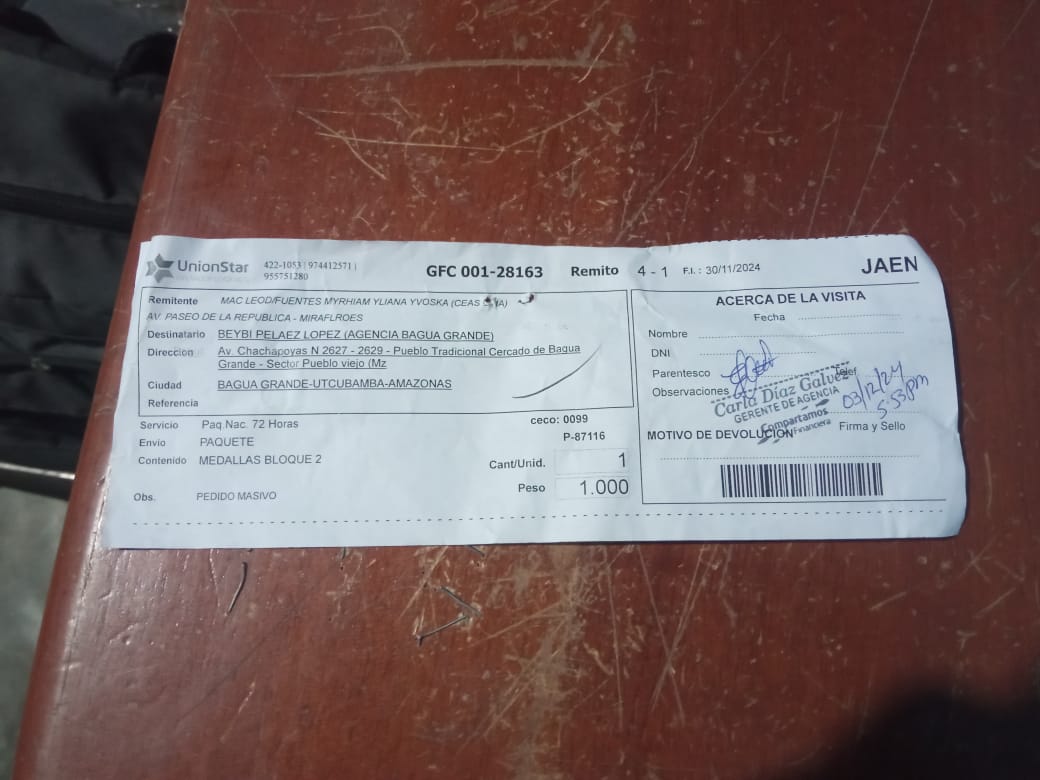 UnionStar 422-1053 | 974412571 |
955751280
GFC 001-28163 Remito 4 - 1 F.I. : 30/11/2024 JAEN
Remitente MAC LEOD/FUENTES MYRHIAM YLIANA YVOSKA (CEAS
AV. PASEO DE LA REPUBLICA - MIRAFLROES
Destinatario BEYBI PELAEZ LOPEZ (AGENCIA BAGUA GRANDE)
Direccion Av. Chachapoyas N 2627 - 2629 - Pueblo Tradicional Cercado de Bagua
Grande - Sector Pueblo viejo (Mz
Ciudad BAGUA GRANDE-UTCUBAMBA-AMAZONAS
Referencia
Servicio Paq.Nac. 72 Horas ceco: 0099
Envio PAQUETE P-87116
Contenido MEDALLAS BLOQUE 2
Cant/Unid. 1
Peso 1.000
Obs. PEDIDO MASIVO
ACERCA DE LA VISITA
Fecha
Nombre
DNI
Parentesco Telef
Observaciones
Carla Díaz Galvez
GERENTE DE AGENCIA
Compartamos
Financiera
03/12/24
5:53pm
MOTIVO DE DEVOLUCION Firma y Sello